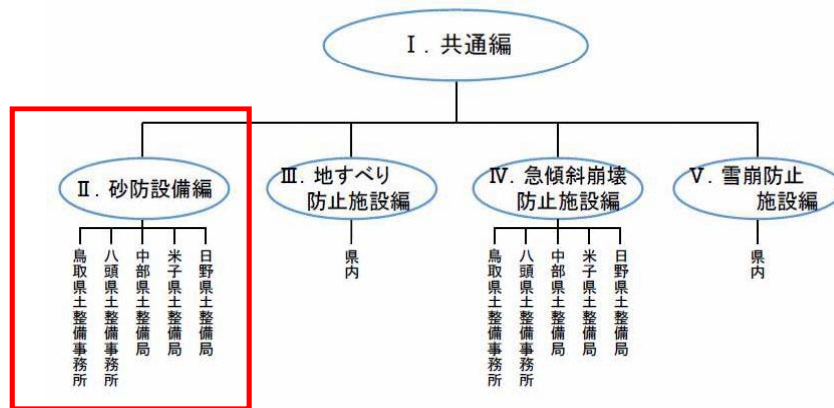 Ⅰ．共通編
Ⅱ．砂防設備編
Ⅲ．地すべり
防止施設編
Ⅳ．急傾斜崩壊
防止施設編
Ⅴ．雪崩防止
施設編
鳥取県土整備事務所
八頭県土整備事務所
中部県土整備局
米子県土整備局
日野県土整備局
県内
鳥取県土整備事務所
八頭県土整備事務所
中部県土整備局
米子県土整備局
日野県土整備局
県内